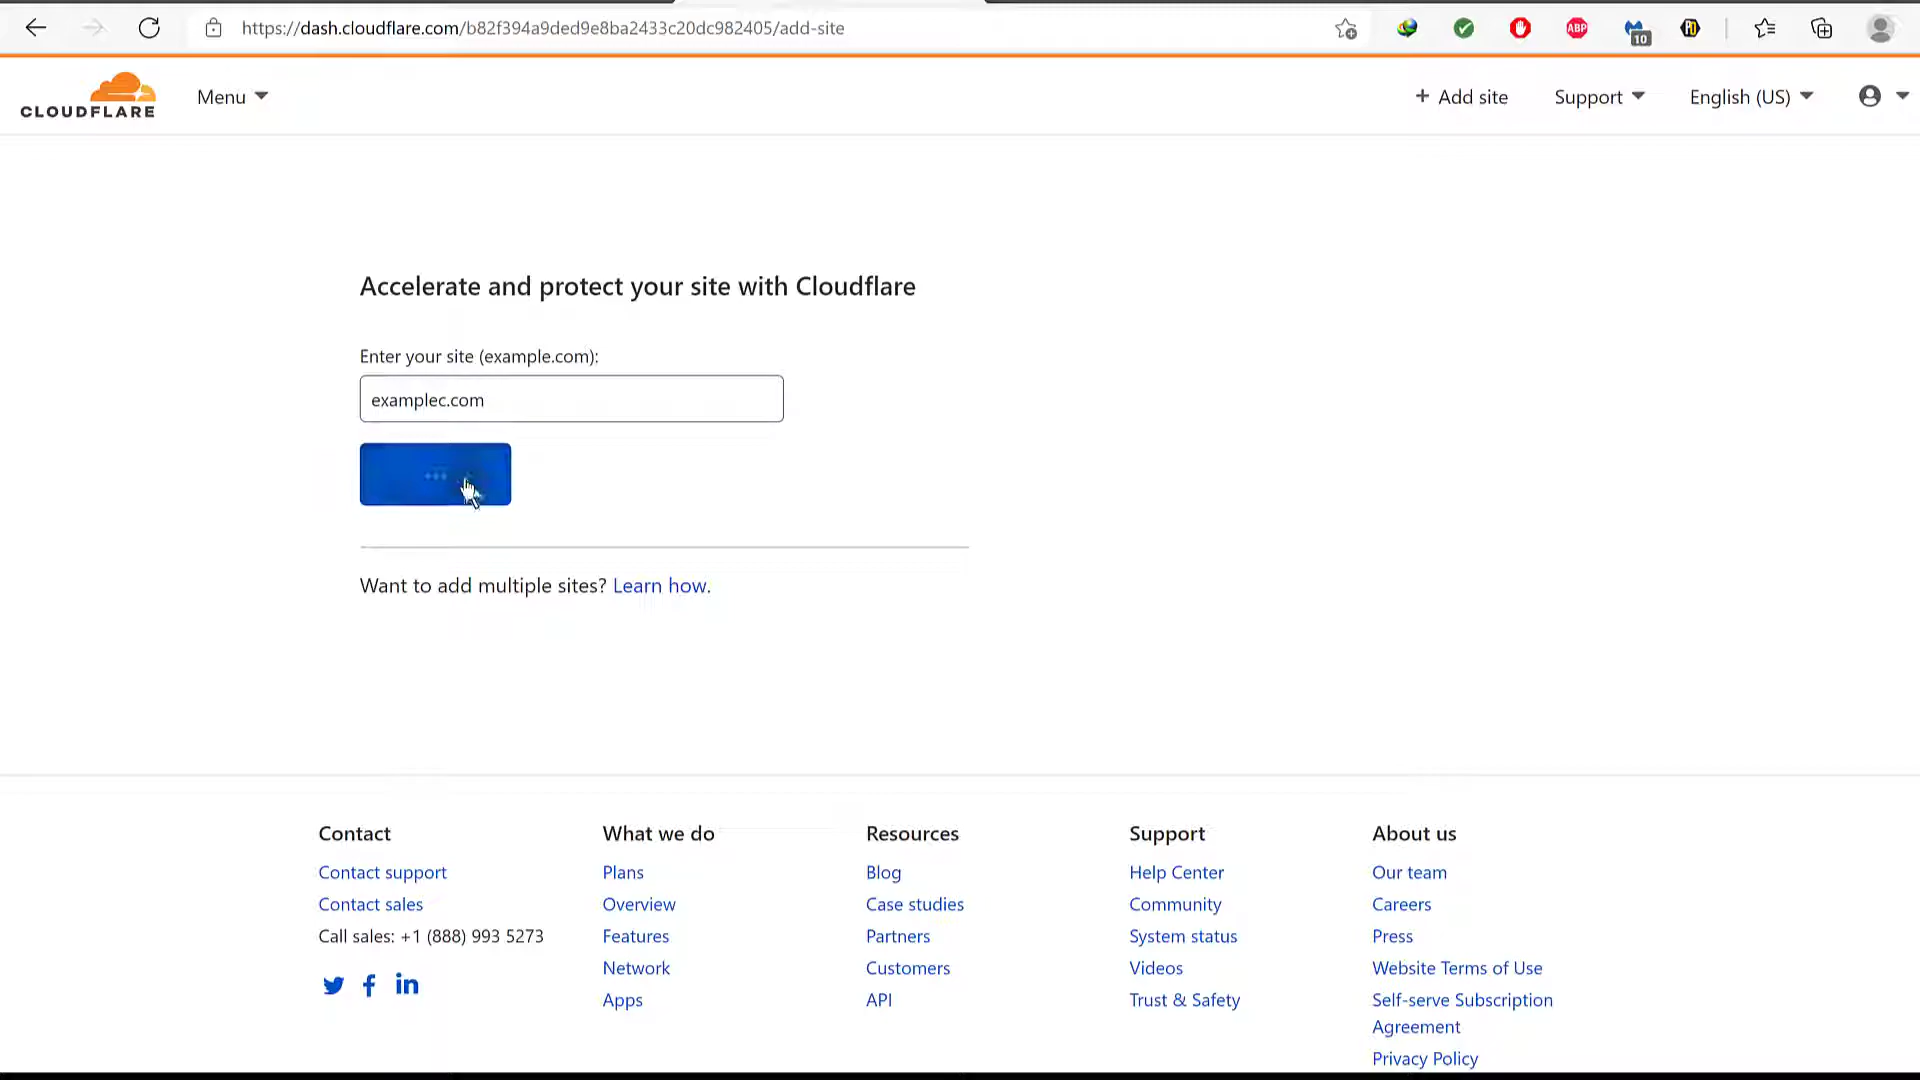 https://dash.cloudflare.com/b82f394a9ded9e8ba2433c20dc982405/add-site
ABP
10
CLOUDFLARE
Menu
+ Add site
Support
English (US)
Accelerate and protect your site with Cloudflare
Enter your site (example.com):
examplec.com
Want to add multiple sites? Learn how.
Contact
Contact support
Contact sales
Call sales: +1 (888) 993 5273
What we do
Plans
Overview
Features
Network
Apps
Resources
Blog
Case studies
Partners
Customers
API
Support
Help Center
Community
System status
Videos
Trust & Safety
About us
Our team
Careers
Press
Website Terms of Use
Self-serve Subscription
Agreement
Privacy Policy